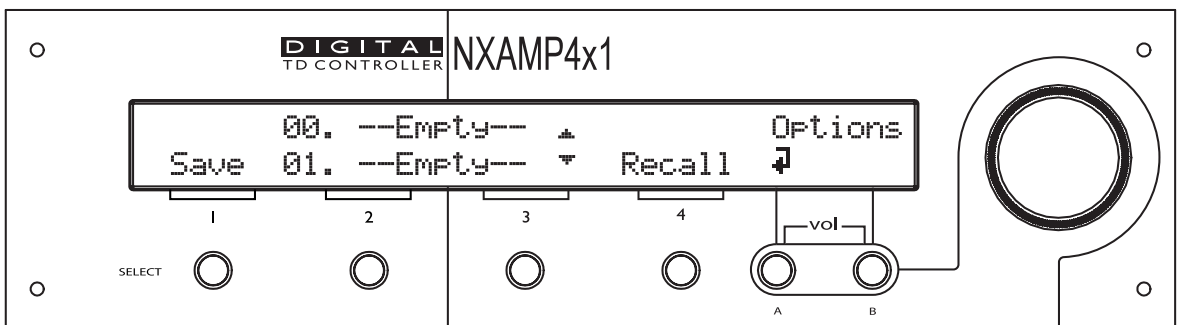 DIGITAL
TD CONTROLLER
NXAMP4x1
00. --Empty-- Options
Save 01. --Empty-- Recall
1 2 3 4
vol
SELECT
A B